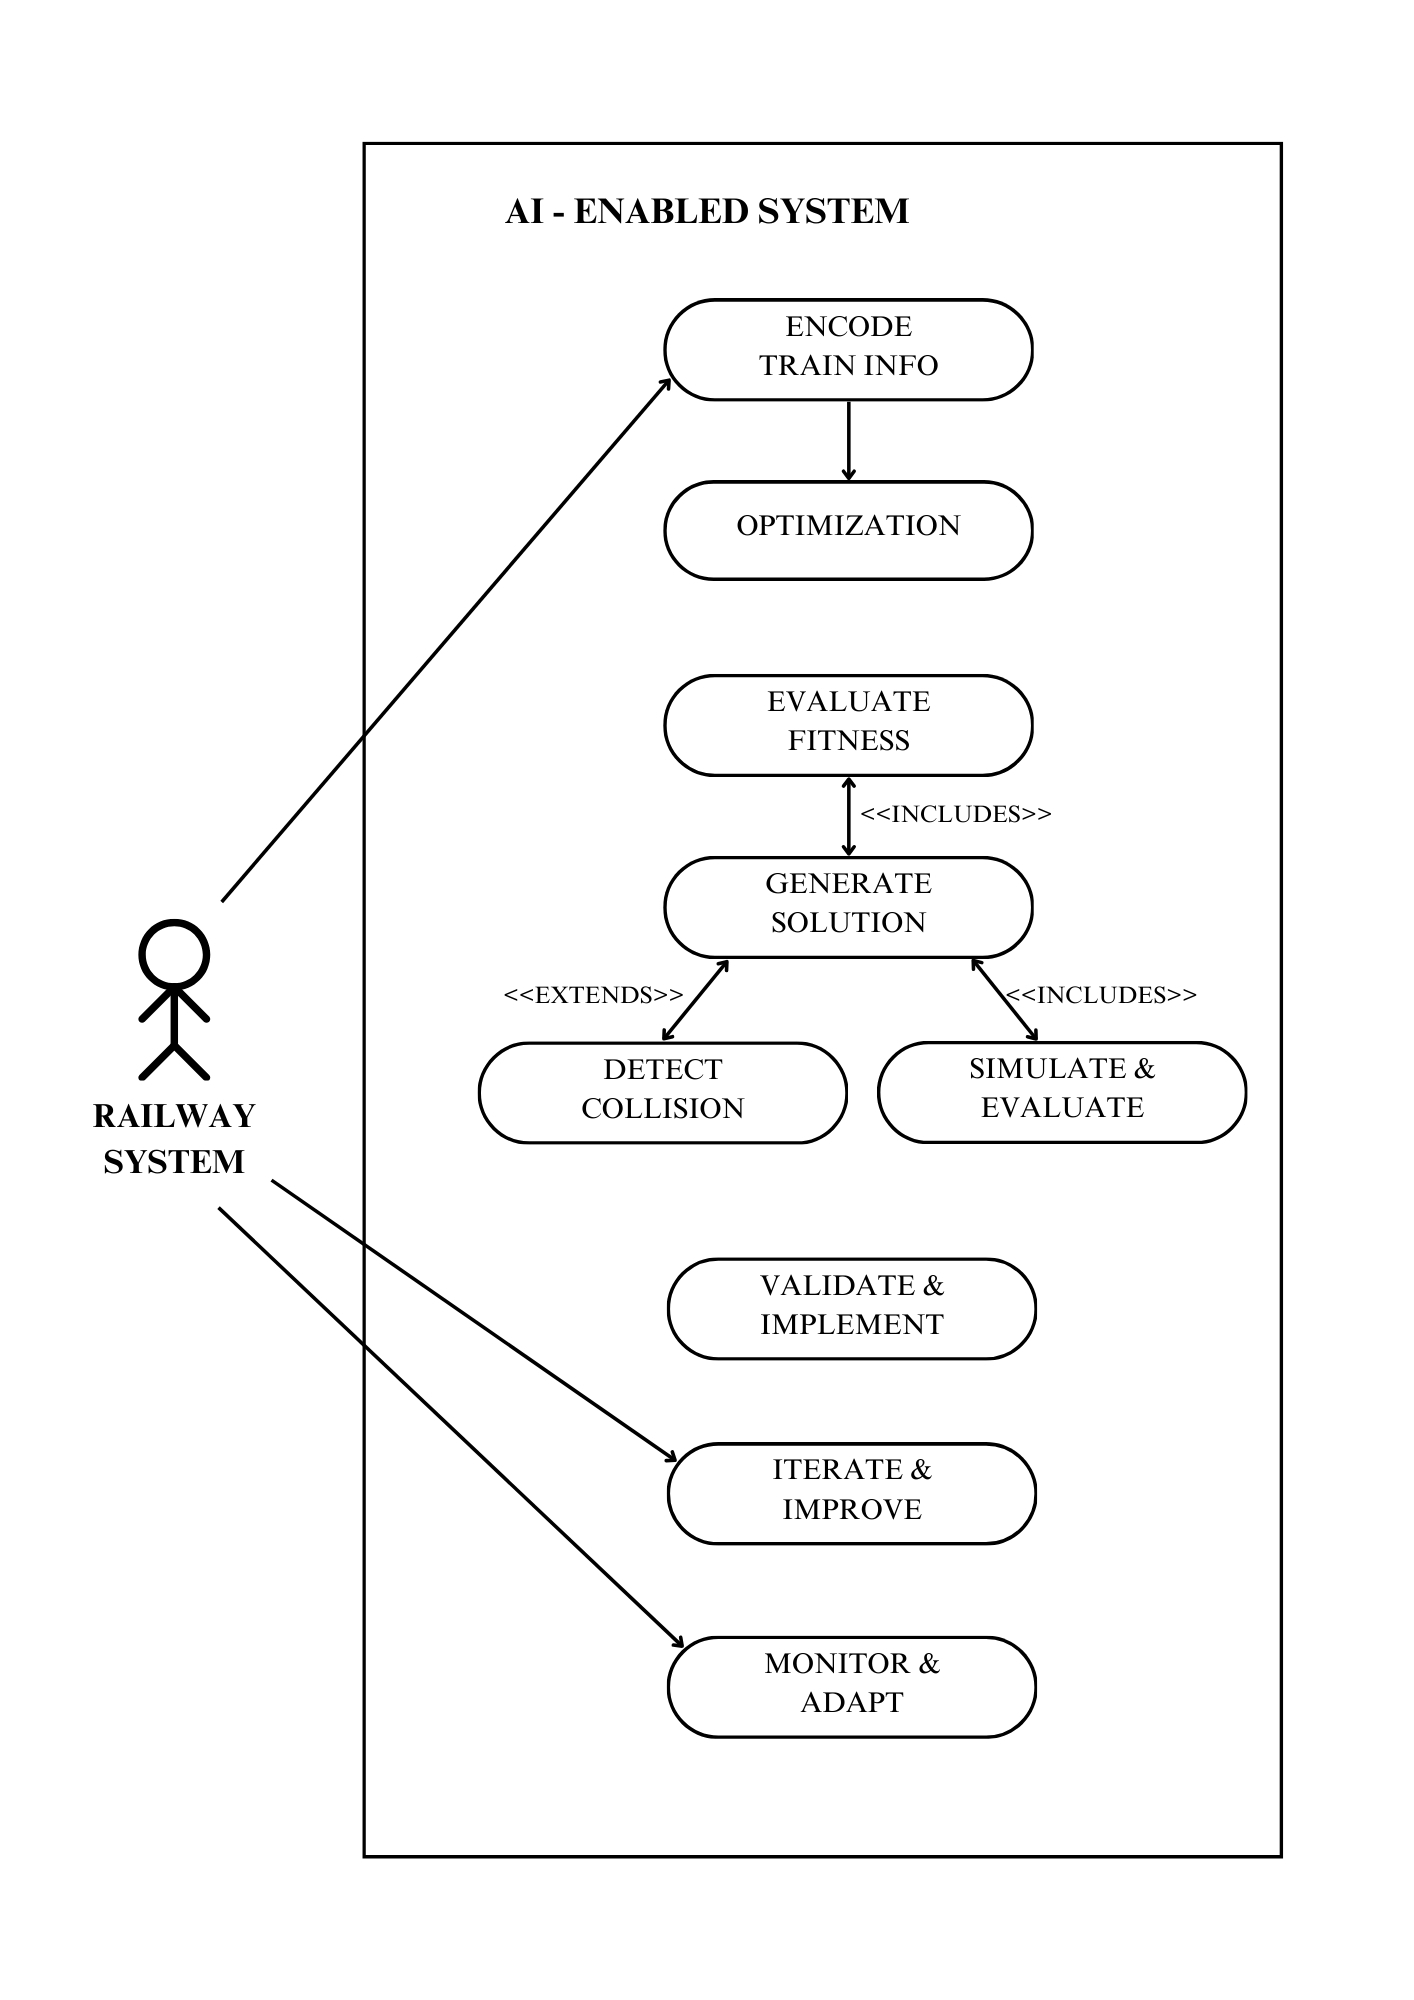 AI - ENABLED SYSTEM
ENCODE
TRAIN INFO
OPTIMIZATION
EVALUATE
FITNESS
<<INCLUDES>>
GENERATE
SOLUTION
<<EXTENDS>>
<<INCLUDES>>
DETECT
COLLISION
SIMULATE &
EVALUATE
RAILWAY
SYSTEM
VALIDATE &
IMPLEMENT
ITERATE &
IMPROVE
MONITOR &
ADAPT